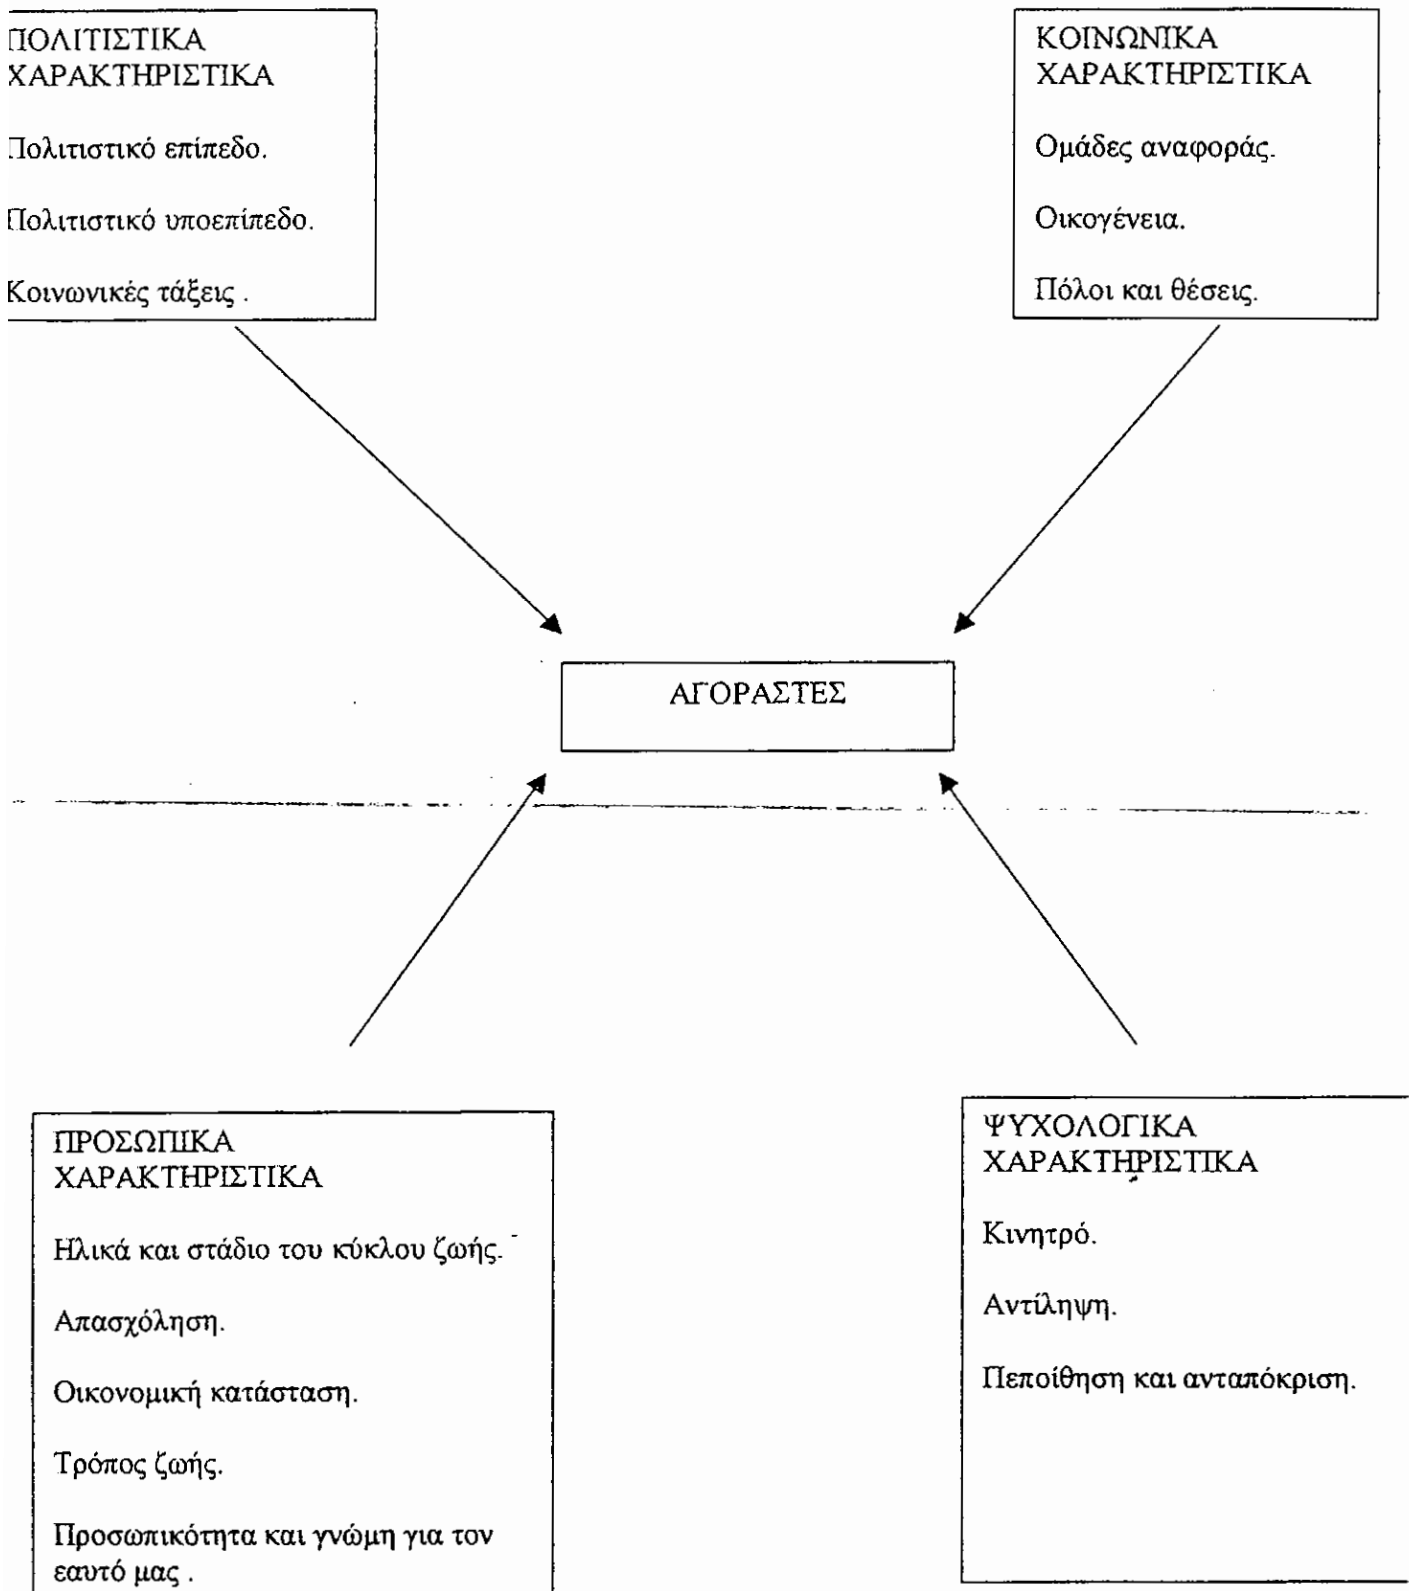 ΠΟΛΙΤΙΣΤΙΚΑ
ΧΑΡΑΚΤΗΡΙΣΤΙΚΑ
Πολιτιστικό επίπεδο.
Πολιτιστικό υποεπίπεδο.
Κοινωνικές τάξεις .
ΚΟΙΝΩΝΙΚΑ
ΧΑΡΑΚΤΗΡΙΣΤΙΚΑ
Ομάδες αναφοράς.
Οικογένεια.
Πόλοι και θέσεις.
ΑΓΟΡΑΣΤΕΣ
ΠΡΟΣΩΠΙΚΑ
ΧΑΡΑΚΤΗΡΙΣΤΙΚΑ
Ηλικά και στάδιο του κύκλου ζωής.
Απασχόληση.
Οικονομική κατάσταση.
Τρόπος ζωής.
Προσωπικότητα και γνώμη για τον
εαυτό μας .
ΨΥΧΟΛΟΓΙΚΑ
ΧΑΡΑΚΤΗΡΙΣΤΙΚΑ
Κινητρό.
Αντίληψη.
Πεποίθηση και ανταπόκριση.